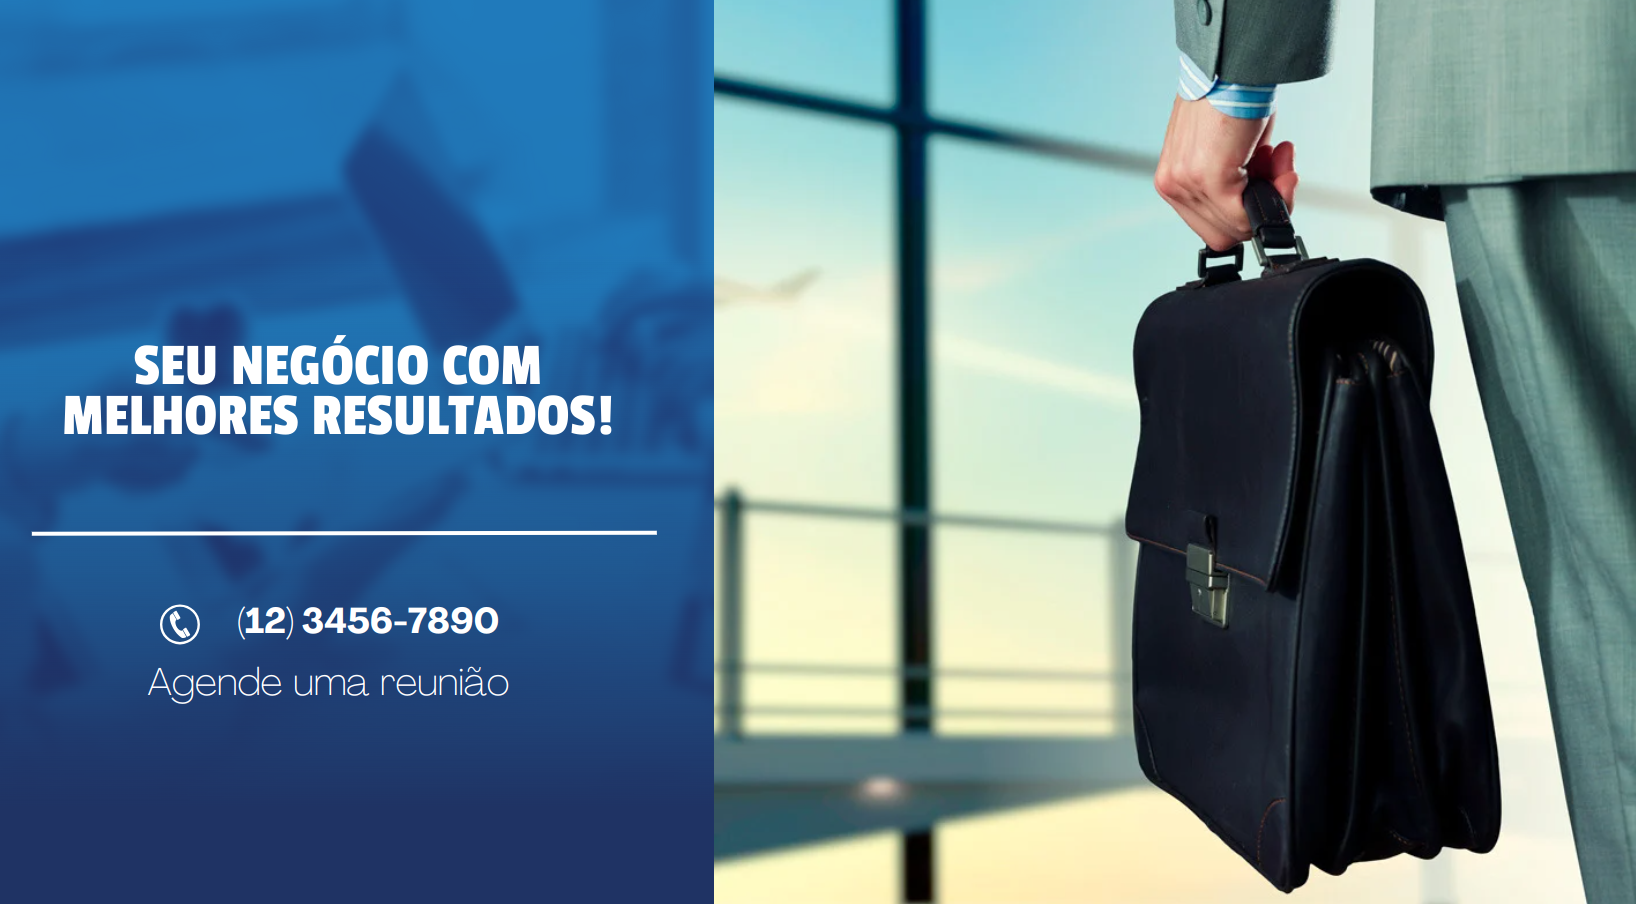 SEU NEGÓCIO COM
MELHORES RESULTADOS!
(12) 3456-7890
Agende uma reunião